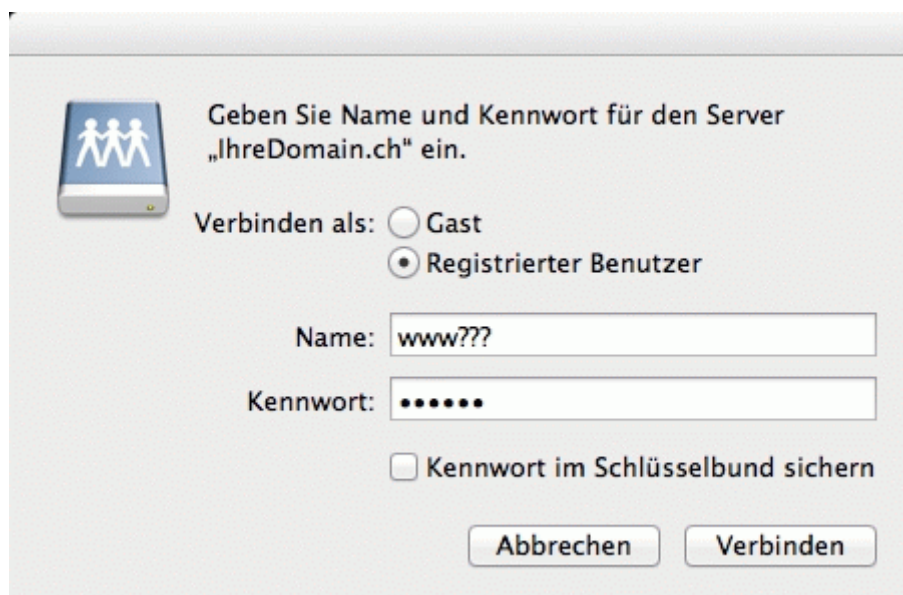 Geben Sie Name und Kennwort für den Server
„IhreDomain.ch“ ein.
Verbinden als: Gast
Registrierter Benutzer
Name: www???
Kennwort: ••••••
Kennwort im Schlüsselbund sichern
Abbrechen Verbinden